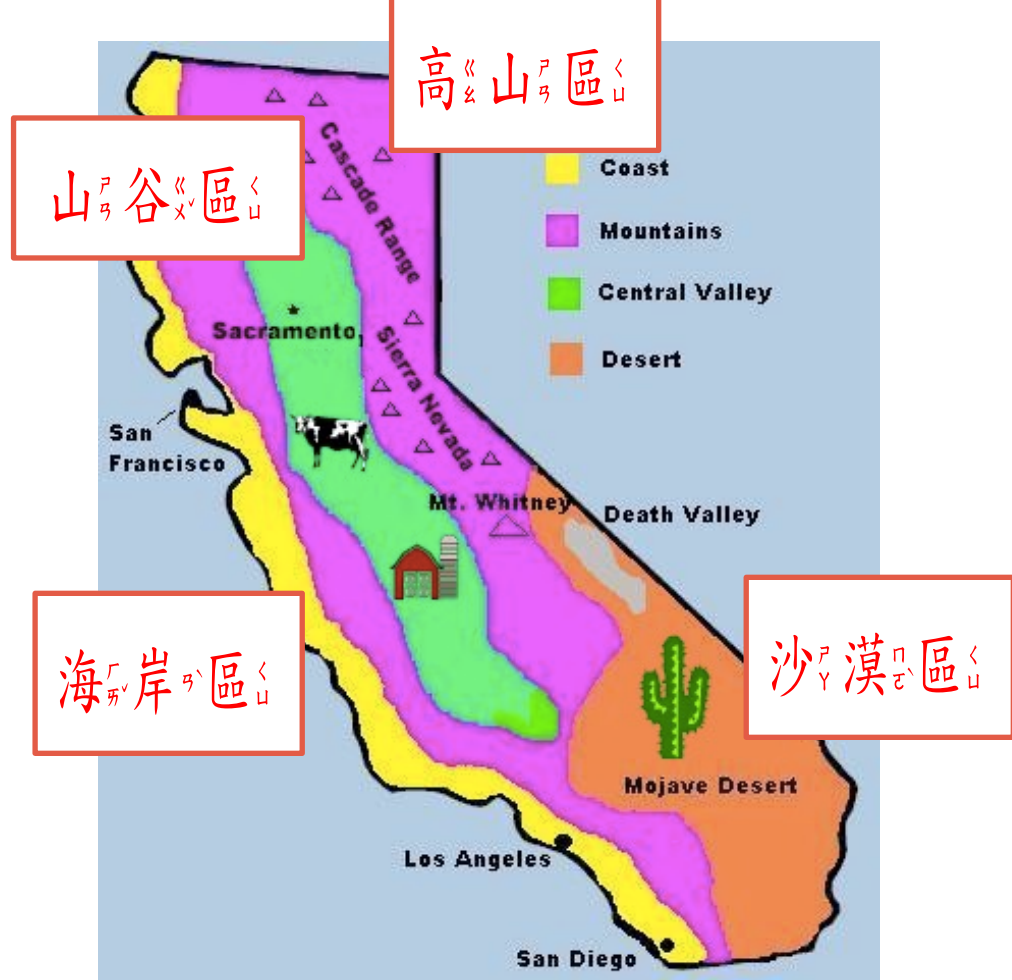 高ㄍㄠ山ㄕㄢ區ㄑㄩ
山ㄕㄢ谷ㄍㄨˇ區ㄑㄩ
Coast
Mountains
Central Valley
Desert
Cascade Range
Sacramento
Sierra Nevada
San
Francisco
Mt. Whitney
Death Valley
海ㄏㄞˇ岸ㄢˋ區ㄑㄩ
沙ㄕㄚ漠ㄇㄛˋ區ㄑㄩ
Mojave Desert
Los Angeles
San Diego